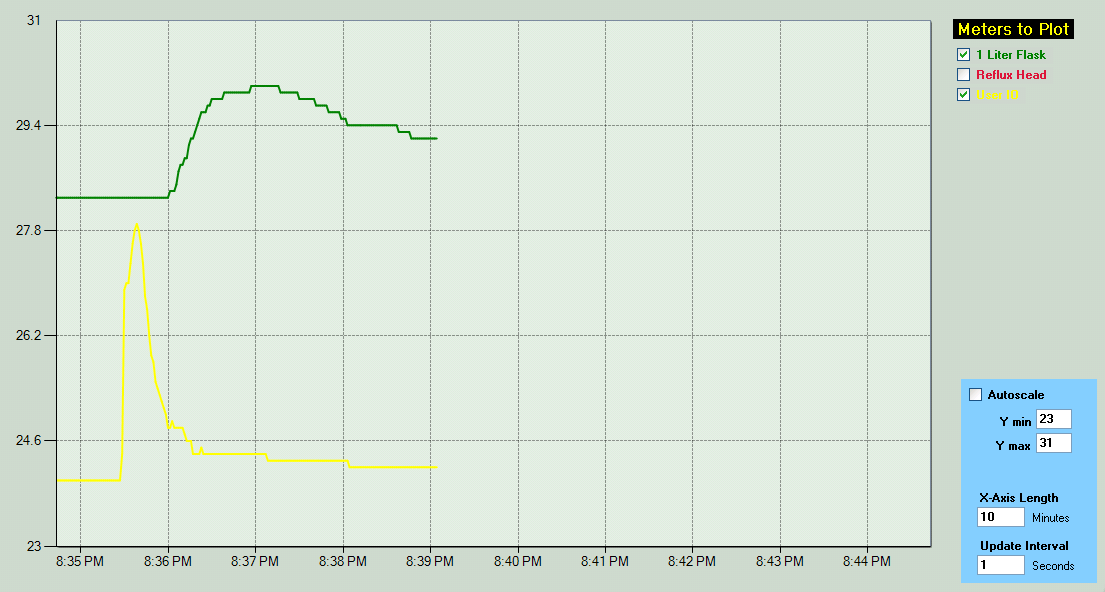 31
29.4
27.8
26.2
24.6
23
8:35 PM 8:36 PM 8:37 PM 8:38 PM 8:39 PM 8:40 PM 8:41 PM 8:42 PM 8:43 PM 8:44 PM
Meters to Plot
1 Liter Flask
Reflux Head
User ID
Autoscale
Y min 23
Y max 31
X-Axis Length
10 Minutes
Update Interval
1 Seconds